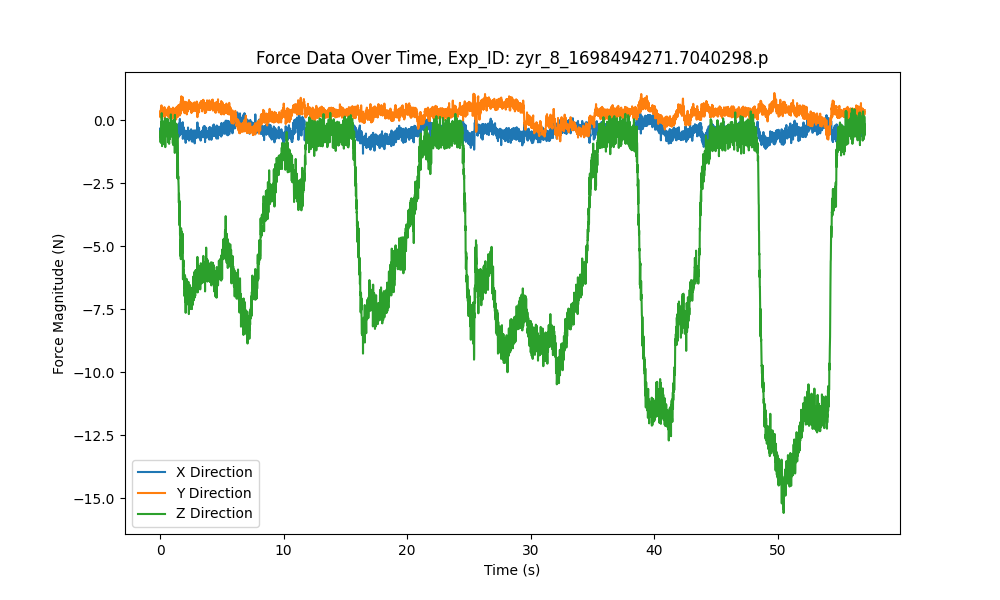 Force Data Over Time, Exp_ID: zyr_8_1698494271.7040298.p
Force Magnitude (N)
0.0
−2.5
−5.0
−7.5
−10.0
−12.5
−15.0
X Direction
Y Direction
Z Direction
0 10 20 30 40 50
Time (s)